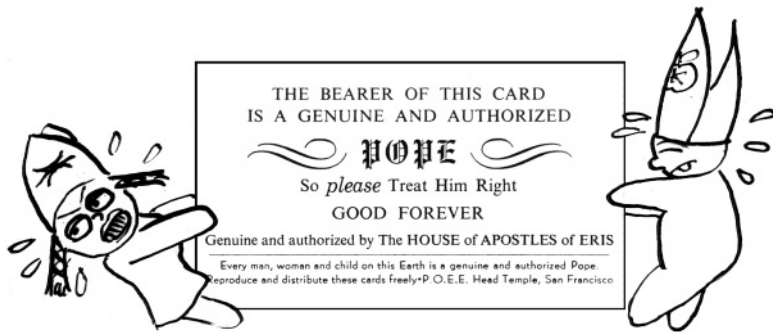 THE BEARER OF THIS CARD
IS A GENUINE AND AUTHORIZED
POPE
So please Treat Him Right
GOOD FOREVER
Genuine and authorized by The HOUSE of APOSTLES of ERIS
Every man, woman and child on this Earth is a genuine and authorized Pope.
Reproduce and distribute these cards freely•P.O.E.E. Head Temple, San Francisco